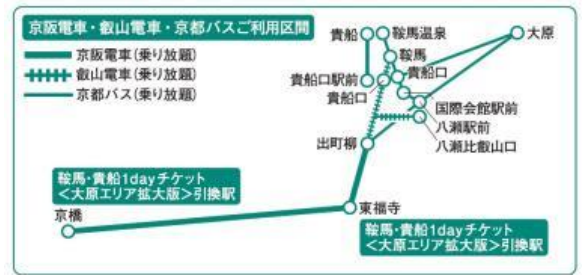 京阪電車・叡山電車・京都バスご利用区間
京阪電車(乗り放題)
叡山電車(乗り放題)
京都バス(乗り放題)
貴船
鞍馬温泉
大原
鞍馬
貴船口駅前
貴船口
貴船口
国際会館駅前
八瀬駅前
八瀬比叡山口
出町柳
鞍馬・貴船1dayチケット
<大原エリア拡大版>引換駅
京橋
東福寺
鞍馬・貴船1dayチケット
<大原エリア拡大版>引換駅